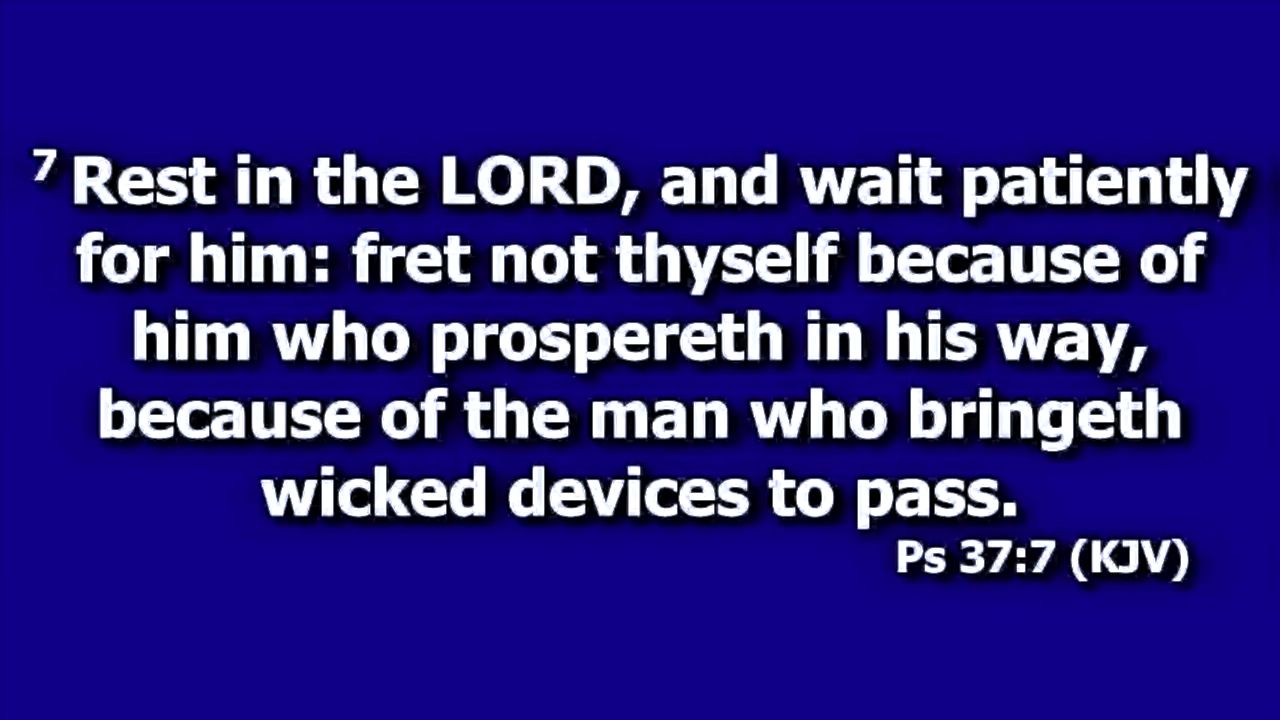 ⁷ Rest in the LORD, and wait patiently
for him: fret not thyself because of
him who prospereth in his way,
because of the man who bringeth
wicked devices to pass.
Ps 37:7 (KJV)